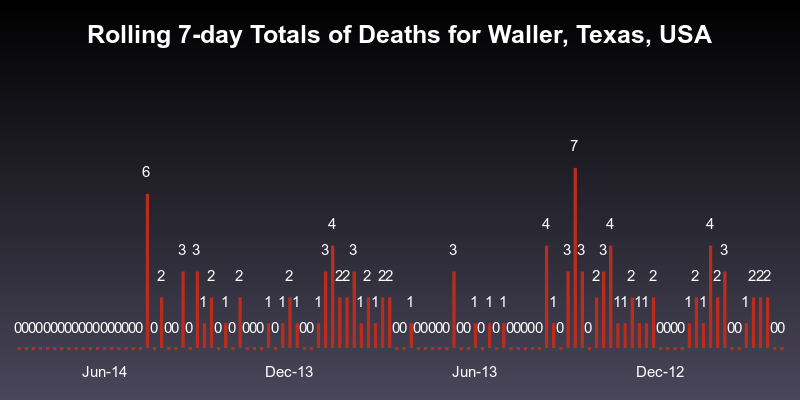 Rolling 7-day Totals of Deaths for Waller, Texas, USA
7
6
4 4 4 4
3 3 3 3 3 3 3 3 3
2 2 2 2 22 2 22 2 2 2 2 2 222
1 1 1 1 1 1 1 1 1 1 1 1 1 11 11 1 1 1
000000000000000000 0 00 0 0 0 000 0 00 00 00000 00 0 0 00000 0 0 0000 00 00
Jun-14 Dec-13 Jun-13 Dec-12